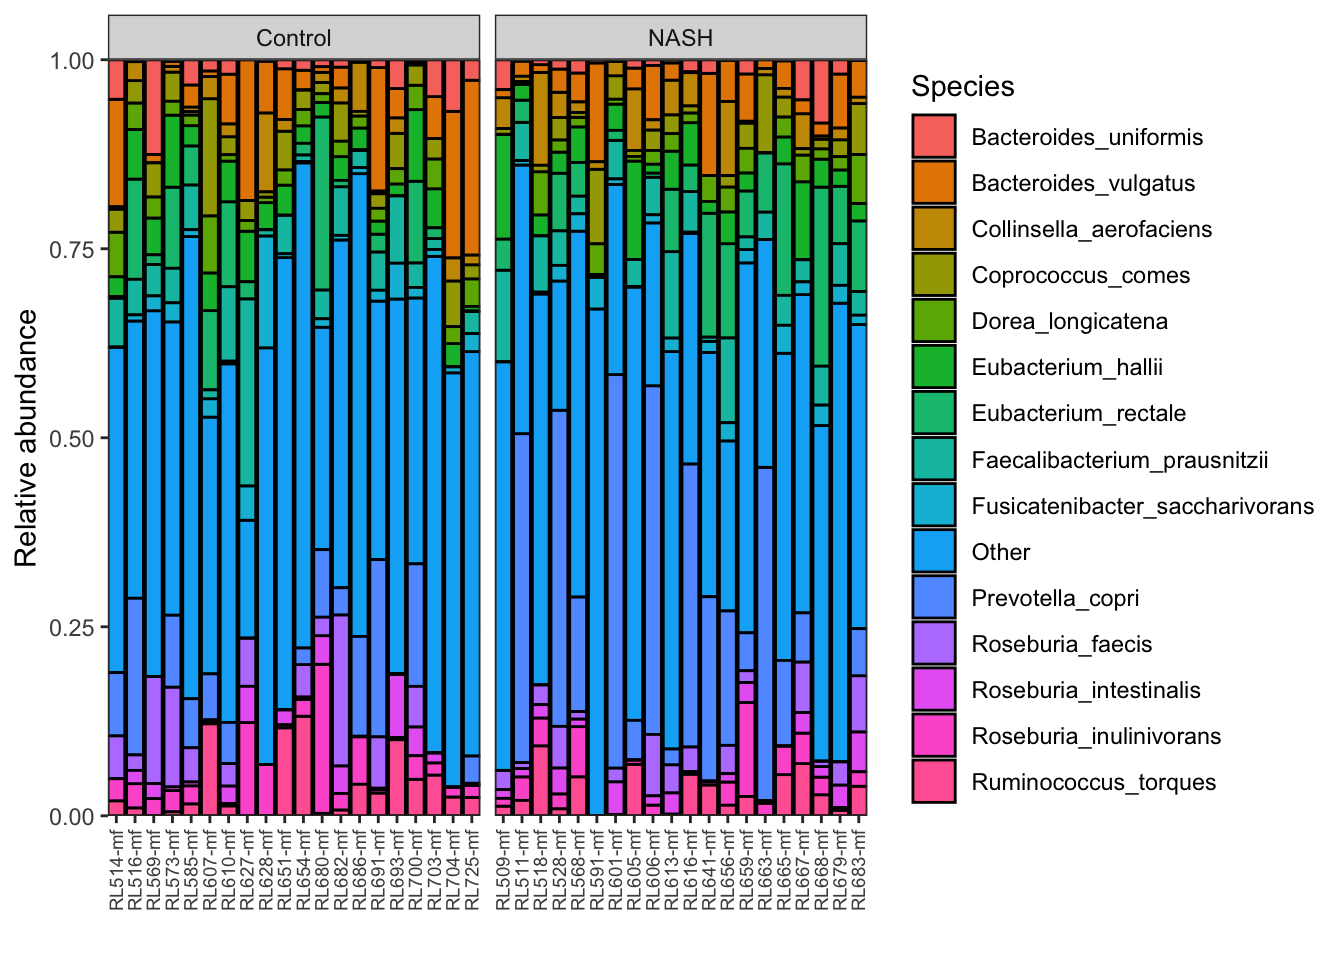 Control
NASH
1.00
0.75
0.50
0.25
0.00
Relative abundance
RL514-mf
RL516-mf
RL569-mf
RL573-mf
RL585-mf
RL607-mf
RL610-mf
RL627-mf
RL628-mf
RL651-mf
RL654-mf
RL680-mf
RL682-mf
RL686-mf
RL691-mf
RL693-mf
RL700-mf
RL703-mf
RL704-mf
RL725-mf
RL509-mf
RL511-mf
RL518-mf
RL528-mf
RL568-mf
RL591-mf
RL601-mf
RL605-mf
RL606-mf
RL613-mf
RL616-mf
RL641-mf
RL656-mf
RL659-mf
RL663-mf
RL665-mf
RL667-mf
RL668-mf
RL679-mf
RL683-mf
Species
Bacteroides_uniformis
Bacteroides_vulgatus
Collinsella_aerofaciens
Coprococcus_comes
Dorea_longicatena
Eubacterium_hallii
Eubacterium_rectale
Faecalibacterium_prausnitzii
Fusicatenibacter_saccharivorans
Other
Prevotella_copri
Roseburia_faecis
Roseburia_intestinalis
Roseburia_inulinivorans
Ruminococcus_torques